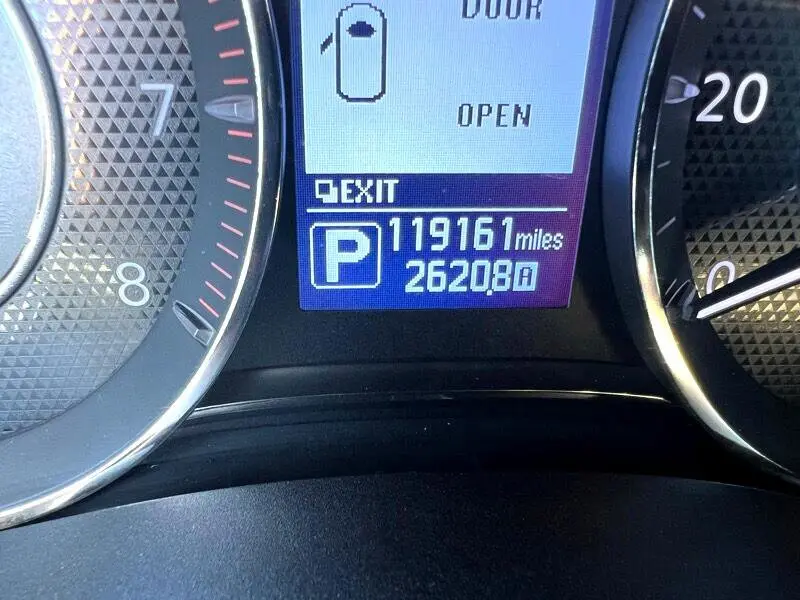 DOOR
OPEN
EXIT
P 119161 miles
2620.8 A
7
8
20
0